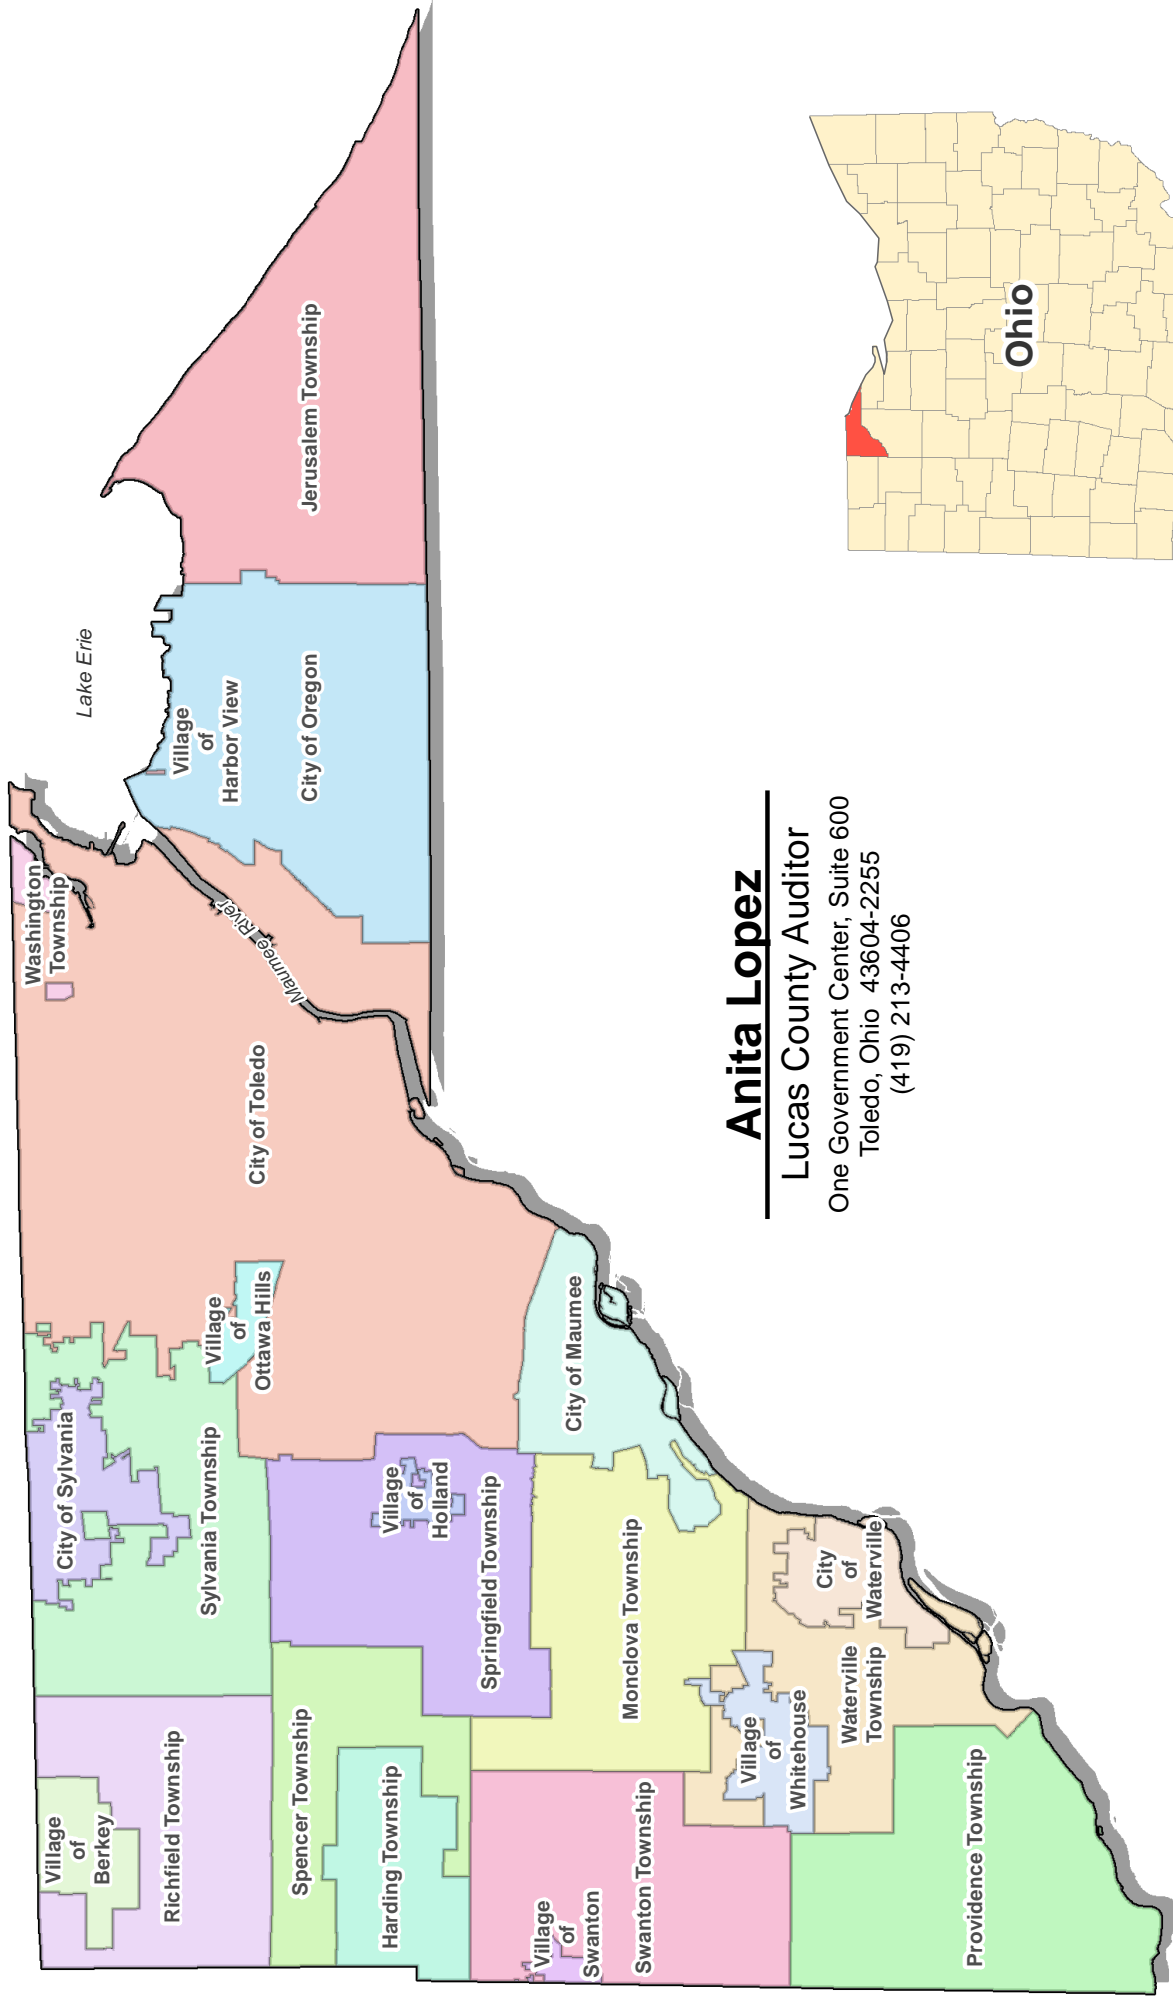 Lake Erie
Washington
Township
Village
of
Harbor View
City of Oregon
Jerusalem Township
Maumee River
City of Toledo
Village
of
Ottawa Hills
City of Sylvania
Sylvania Township
Village
of
Berkey
Richfield Township
Spencer Township
Harding Township
Village
of
Holland
Springfield Township
City of Maumee
Monclova Township
Village
of
Swanton
Swanton Township
Village
of
Whitehouse
City
of
Waterville
Waterville
Township
Providence Township
Anita Lopez
Lucas County Auditor
One Government Center, Suite 600
Toledo, Ohio 43604-2255
(419) 213-4406
Ohio